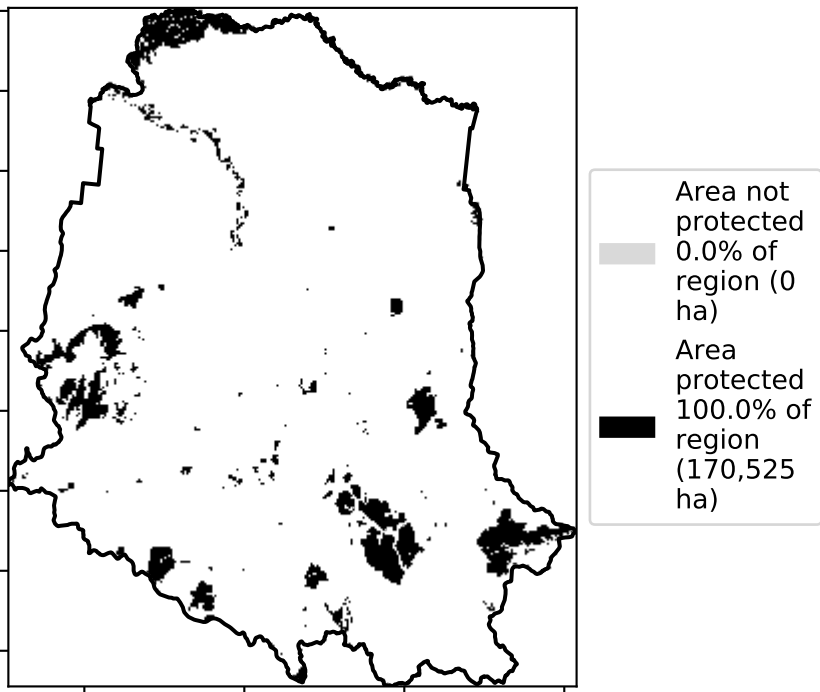 Area not
protected
0.0% of
region (0
ha)
Area
protected
100.0% of
region
(170,525
ha)